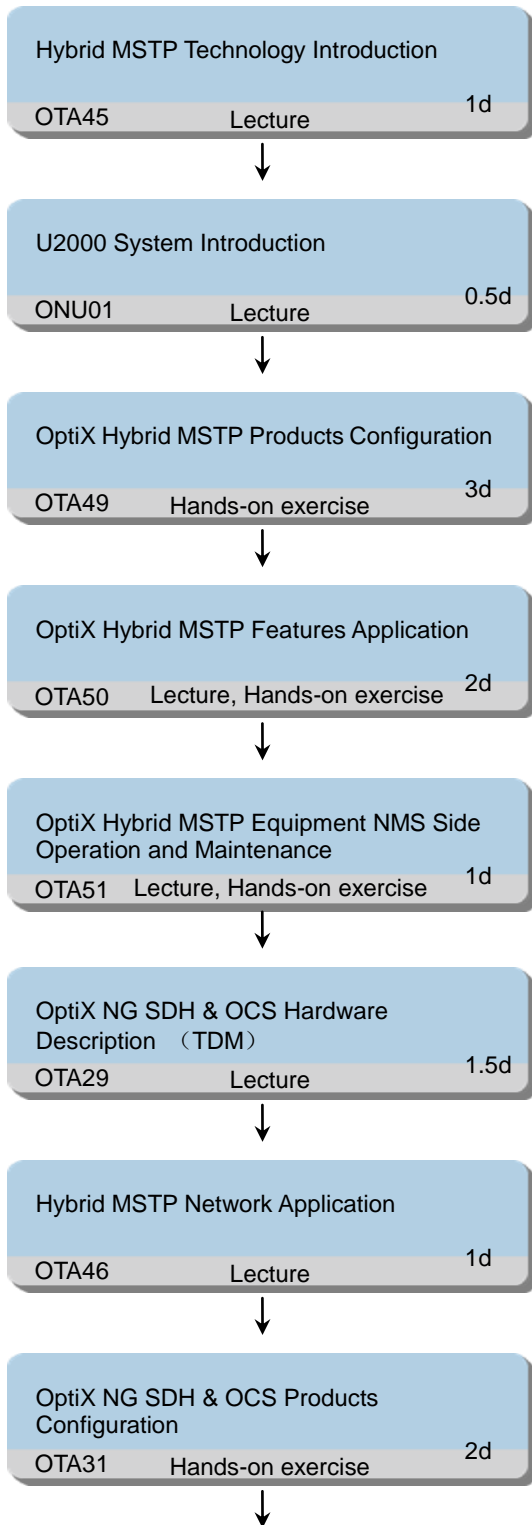 Hybrid MSTP Technology Introduction
OTA45 Lecture 1d
U2000 System Introduction
ONU01 Lecture 0.5d
OptiX Hybrid MSTP Products Configuration
OTA49 Hands-on exercise 3d
OptiX Hybrid MSTP Features Application
OTA50 Lecture, Hands-on exercise 2d
OptiX Hybrid MSTP Equipment NMS Side
Operation and Maintenance
OTA51 Lecture, Hands-on exercise 1d
OptiX NG SDH & OCS Hardware
Description （TDM）
OTA29 Lecture 1.5d
Hybrid MSTP Network Application
OTA46 Lecture 1d
OptiX NG SDH & OCS Products
Configuration
OTA31 Hands-on exercise 2d